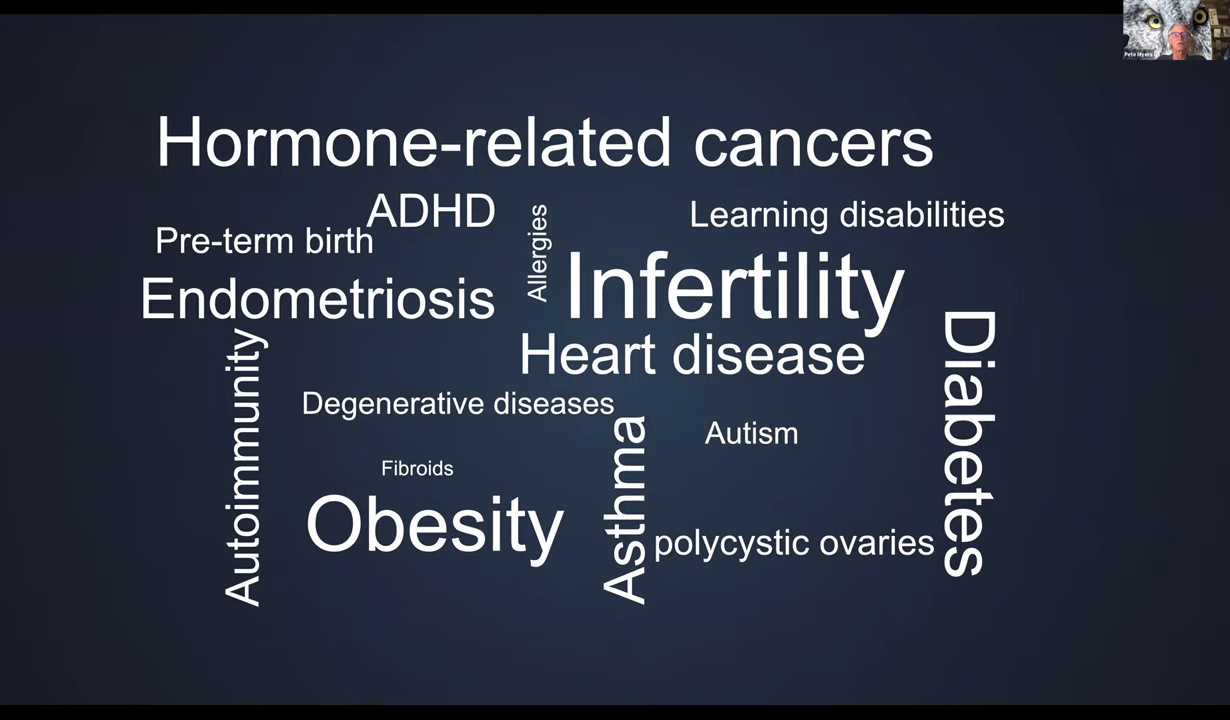 Pete Myers
Hormone-related cancers
ADHD
Allergies
Learning disabilities
Pre-term birth
Endometriosis
Infertility
Heart disease
Diabetes
Autoimmunity
Degenerative diseases
Asthma
Autism
Fibroids
Obesity
polycystic ovaries